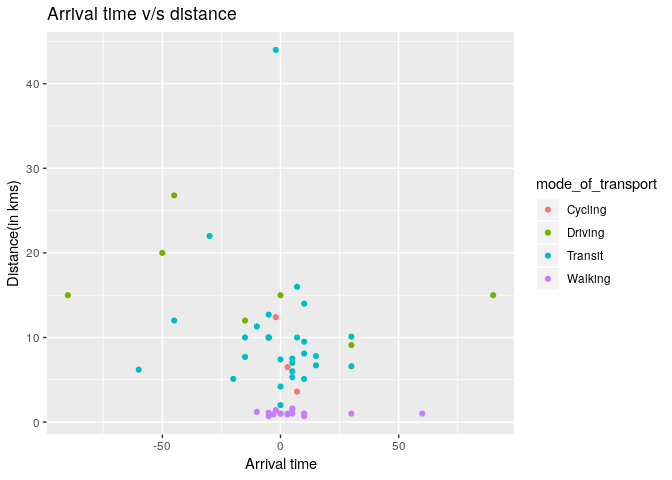 Arrival time v/s distance
40
30
20
10
0
Distance(in kms)
-50
0
50
Arrival time
mode_of_transport
Cycling
Driving
Transit
Walking